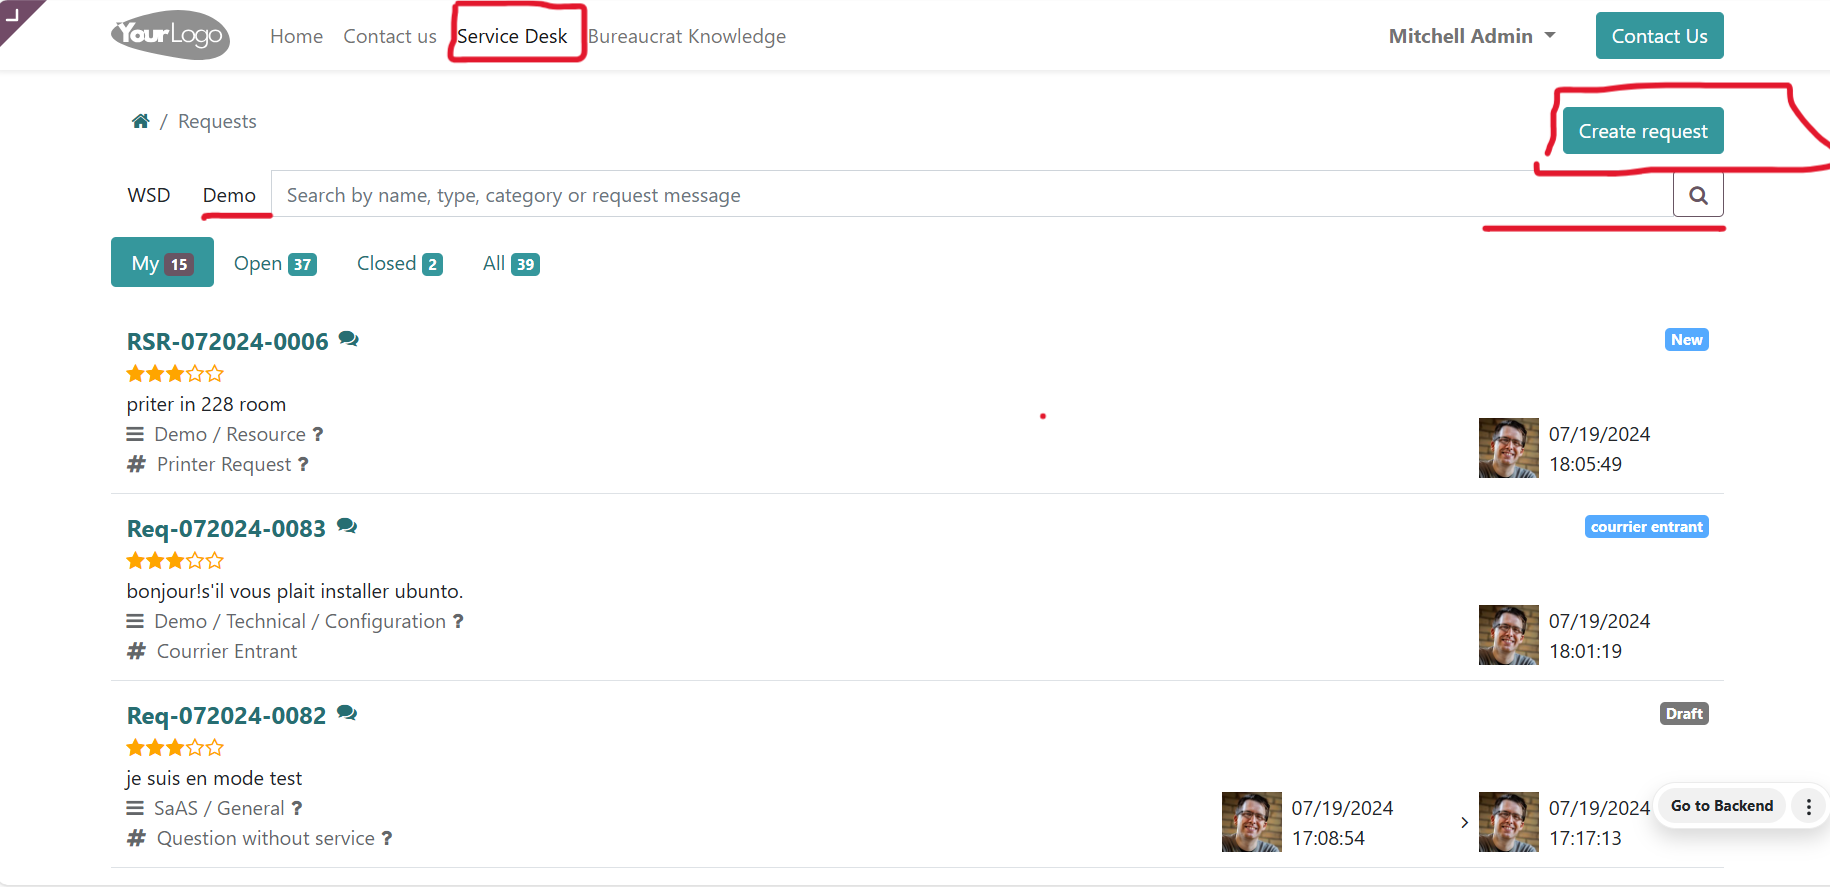 YourLogo Home Contact us Service Desk Bureaucrat Knowledge Mitchell Admin Contact Us
/ Requests
Create request
WSD Demo Search by name, type, category or request message
My 15 Open 37 Closed 2 All 39
RSR-072024-0006 New
priter in 228 room
Demo / Resource ? 07/19/2024
# Printer Request ? 18:05:49
Req-072024-0083 courrier entrant
bonjour!s'il vous plait installer ubunto.
Demo / Technical / Configuration ? 07/19/2024
# Courrier Entrant 18:01:19
Req-072024-0082 Draft
je suis en mode test
SaAS / General ? 07/19/2024 > 07/19/2024 Go to Backend
# Question without service ? 17:08:54 17:17:13